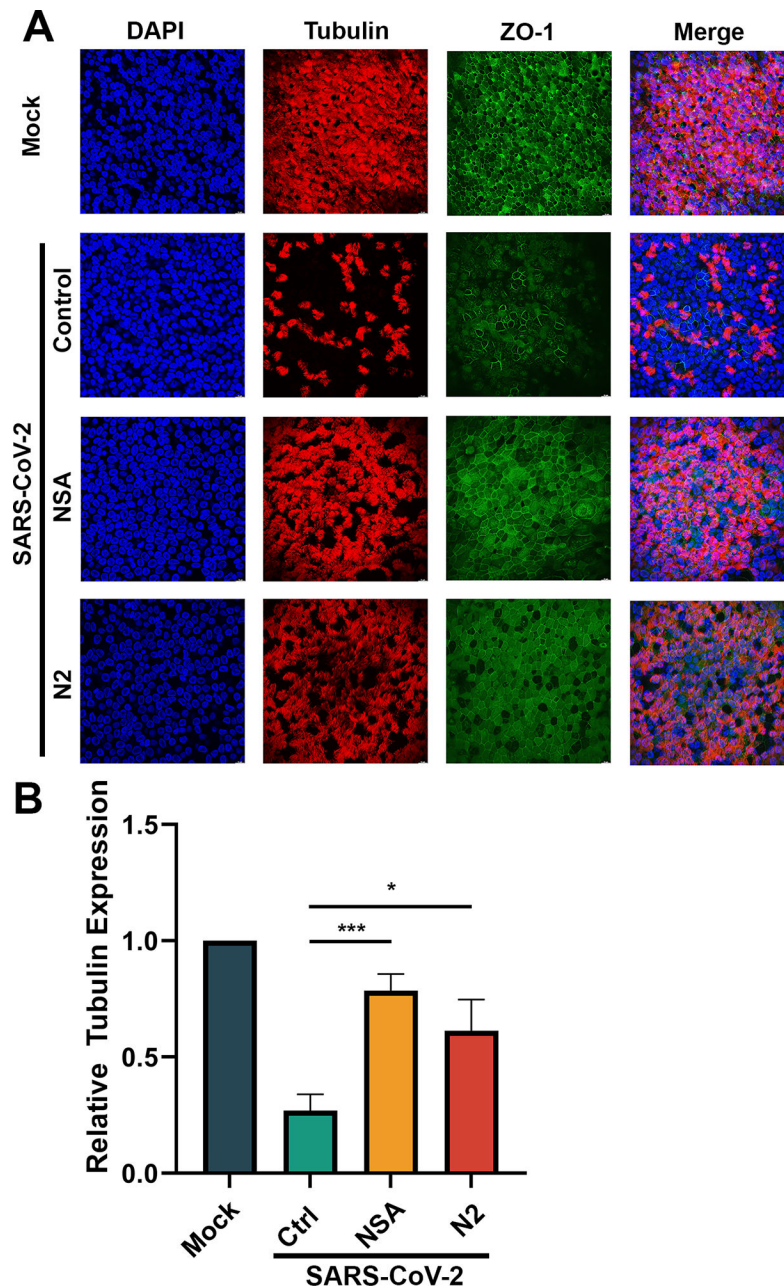 A
DAPI Tubulin ZO-1 Merge
Mock
SARS-CoV-2
Control
NSA
N2
B
Relative Tubulin Expression
1.5
1.0
0.5
0.0
*
***
Mock Ctrl NSA N2
SARS-CoV-2